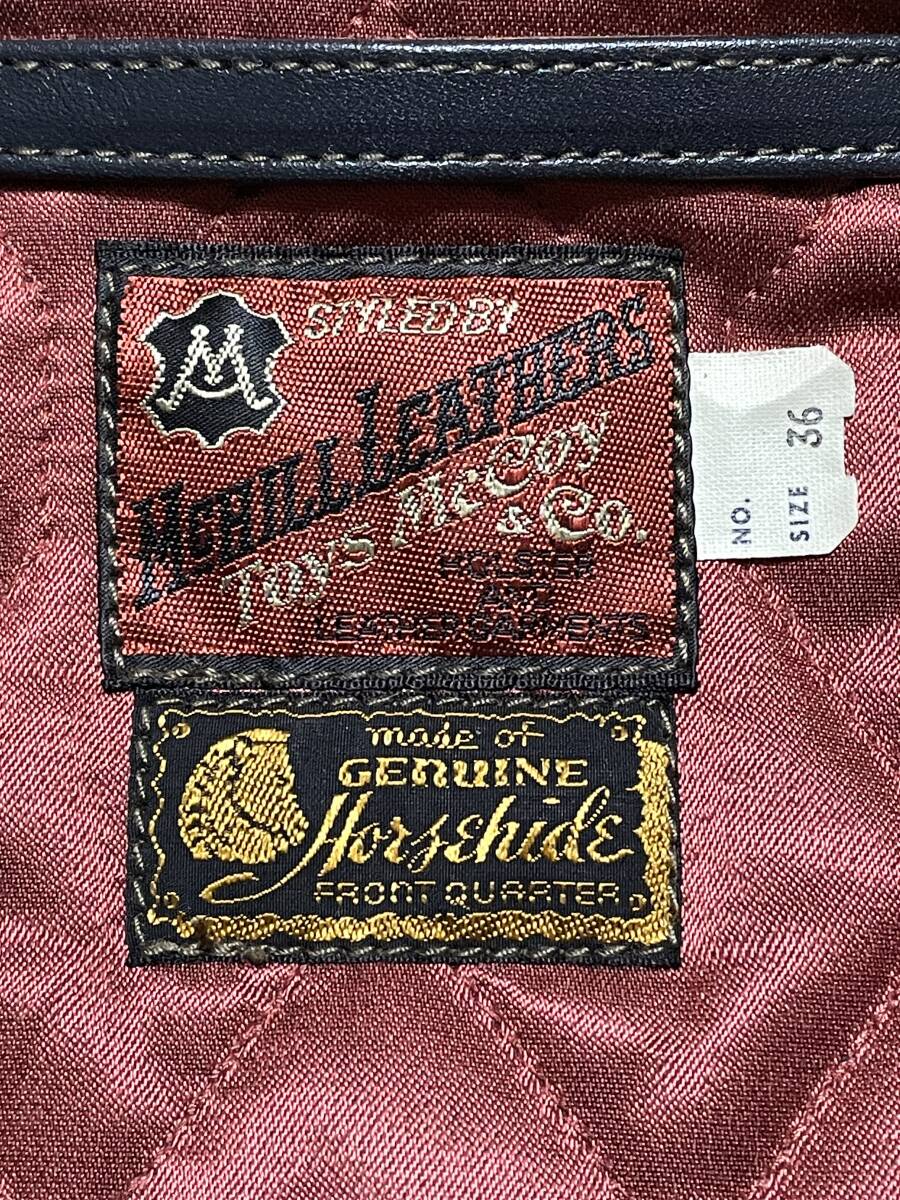 M
STYLED BY
McHILL LEATHERS
Toys McCoy
& Co.
HOLSTER
AND
LEATHER GARMENTS
NO.
SIZE 36
made of
GENUINE
Horsehide
FRONT QUARTER